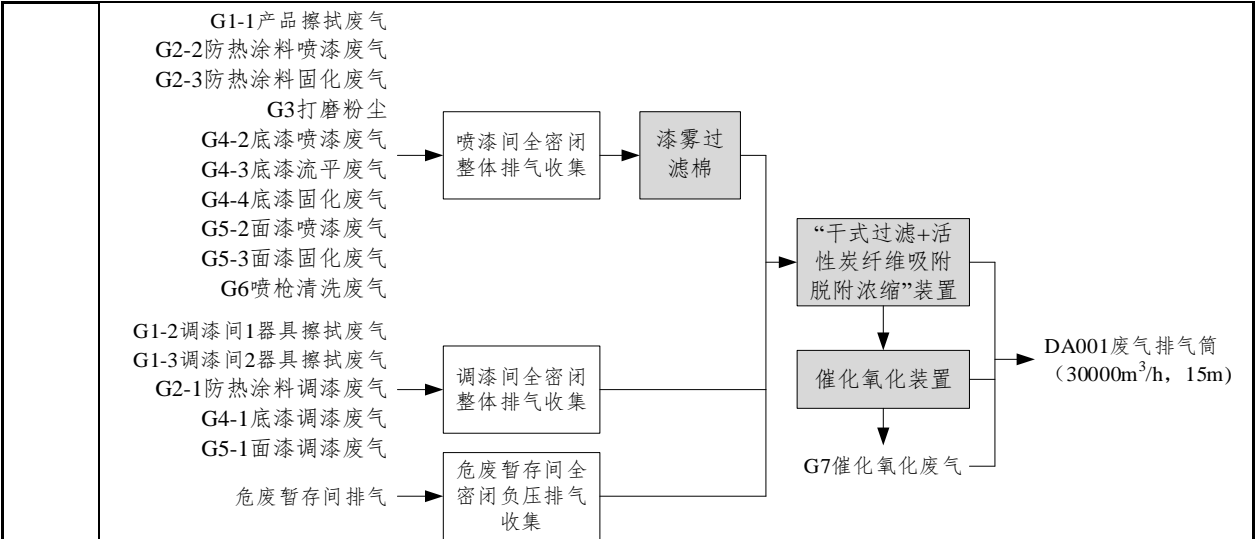 G1-1产品擦拭废气
G2-2防热涂料喷漆废气
G2-3防热涂料固化废气
G3打磨粉尘
G4-2底漆喷漆废气
G4-3底漆流平废气
G4-4底漆固化废气
G5-2面漆喷漆废气
G5-3面漆固化废气
G6喷枪清洗废气
喷漆间全密闭
整体排气收集
漆雾过
滤棉
G1-2调漆间1器具擦拭废气
G1-3调漆间2器具擦拭废气
G2-1防热涂料调漆废气
G4-1底漆调漆废气
G5-1面漆调漆废气
调漆间全密闭
整体排气收集
危废暂存间排气
危废暂存间全
密闭负压排气
收集
“干式过滤+活
性炭纤维吸附
脱附浓缩”装置
催化氧化装置
G7催化氧化废气
DA001废气排气筒
（30000m³/h，15m)